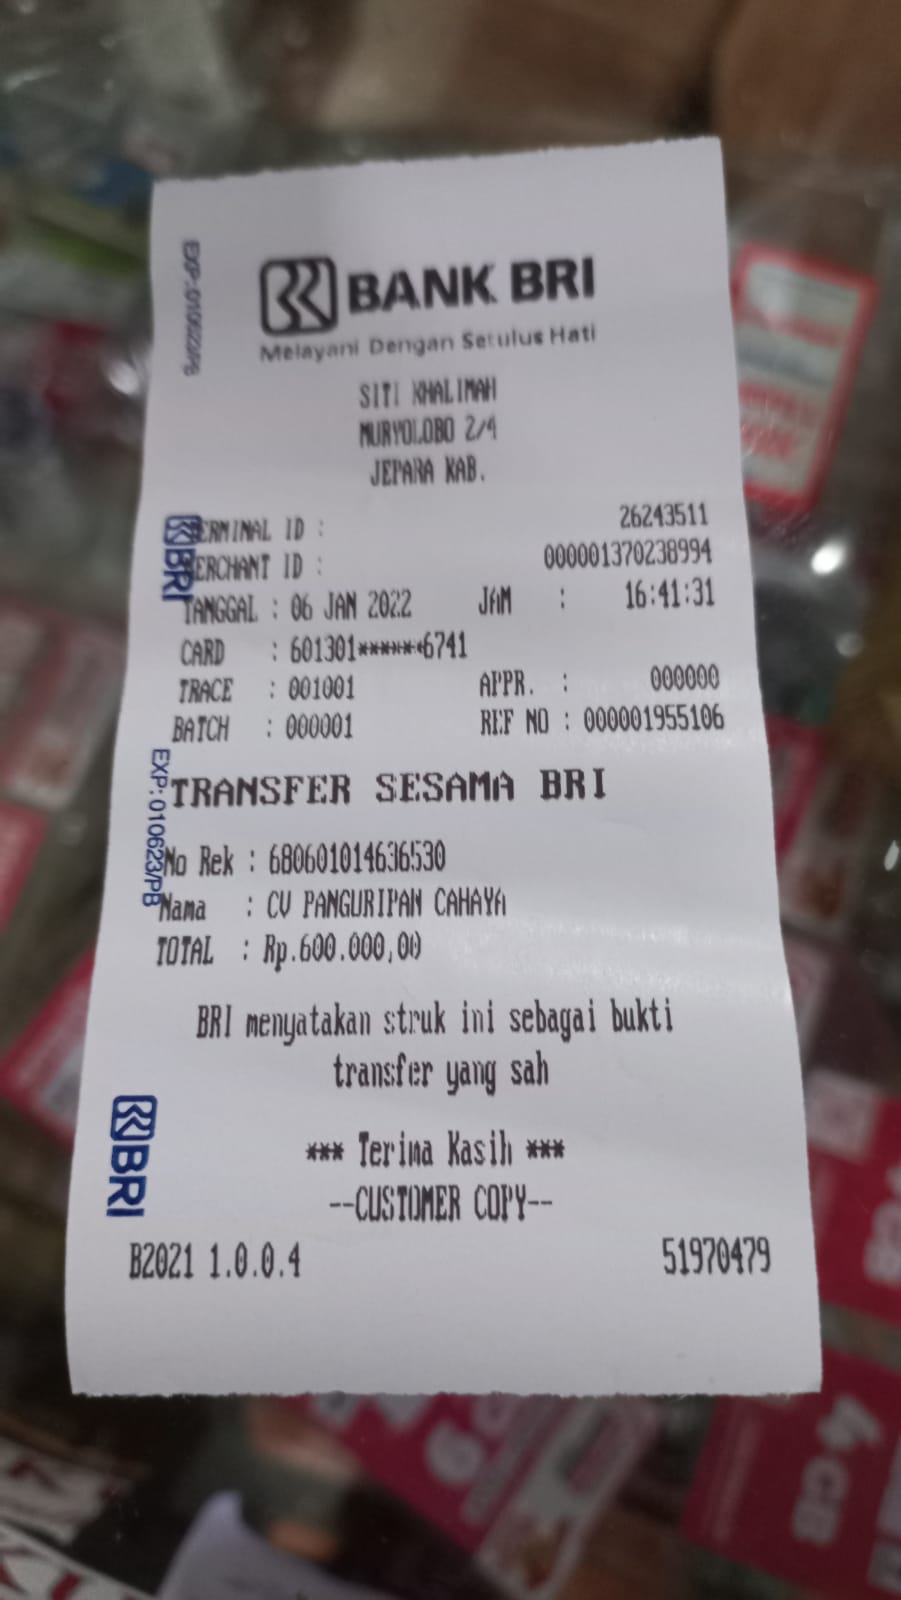 EXP:.010623/PB
BANK BRI
Melayani Dengan Setulus Hati
SITI KHALIMAH
NURYOLOBO 2/4
JEPARA KAB.
TERMINAL ID : 26243511
MERCHANT ID : 000001370238994
TANGGAL : 06 JAN 2022 JAM : 16:41:31
CARD : 601301******6741
TRACE : 001001 APPR. : 000000
BATCH : 000001 REF NO : 000001955106
BRI
TRANSFER SESAMA BRI
EXP:.010623/PB
No Rek : 680601014636530
Nama : CV PANGURIPAN CAHAYA
TOTAL : Rp.600.000,00
BRI menyatakan struk ini sebagai bukti
transfer yang sah
*** Terima Kasih ***
--CUSTOMER COPY--
BRI
B2021 1.0.0.4 51970479
4 GB